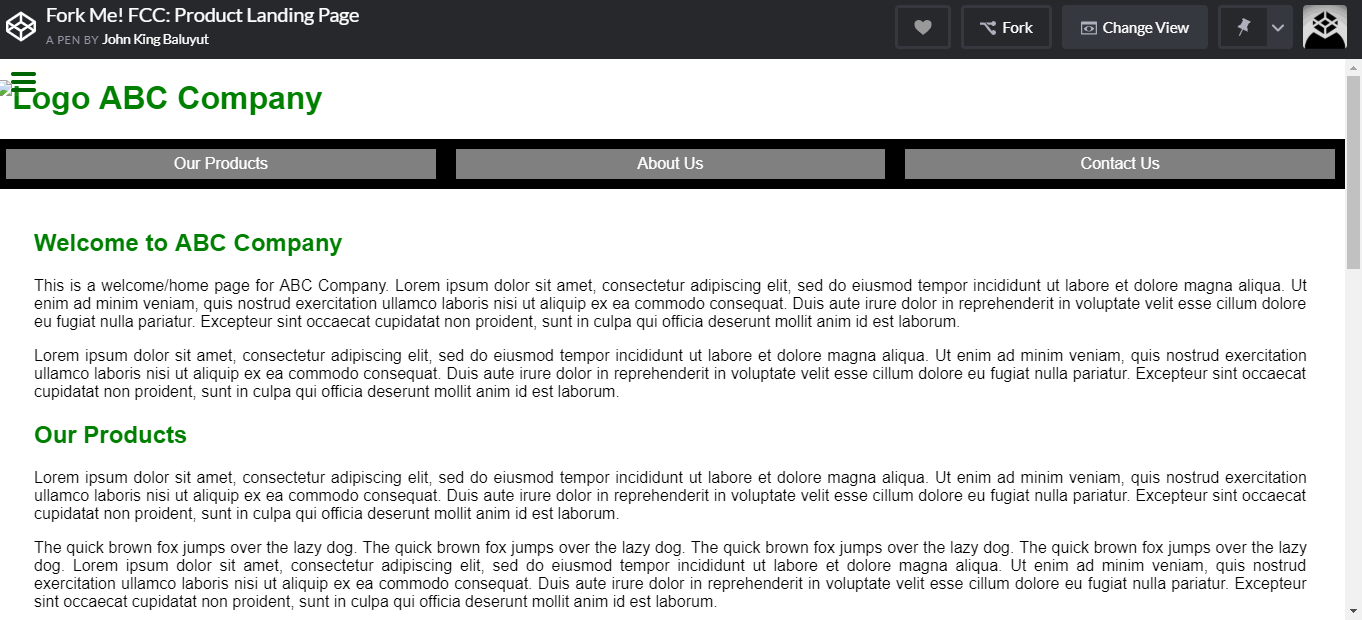 Fork Me! FCC: Product Landing Page
A PEN BY John King Baluyut
Fork
Change View
Logo ABC Company
Our Products
About Us
Contact Us
Welcome to ABC Company
This is a welcome/home page for ABC Company. Lorem ipsum dolor sit amet, consectetur adipiscing elit, sed do eiusmod tempor incididunt ut labore et dolore magna aliqua. Ut
enim ad minim veniam, quis nostrud exercitation ullamco laboris nisi ut aliquip ex ea commodo consequat. Duis aute irure dolor in reprehenderit in voluptate velit esse cillum dolore
eu fugiat nulla pariatur. Excepteur sint occaecat cupidatat non proident, sunt in culpa qui officia deserunt mollit anim id est laborum.
Lorem ipsum dolor sit amet, consectetur adipiscing elit, sed do eiusmod tempor incididunt ut labore et dolore magna aliqua. Ut enim ad minim veniam, quis nostrud exercitation
ullamco laboris nisi ut aliquip ex ea commodo consequat. Duis aute irure dolor in reprehenderit in voluptate velit esse cillum dolore eu fugiat nulla pariatur. Excepteur sint occaecat
cupidatat non proident, sunt in culpa qui officia deserunt mollit anim id est laborum.
Our Products
Lorem ipsum dolor sit amet, consectetur adipiscing elit, sed do eiusmod tempor incididunt ut labore et dolore magna aliqua. Ut enim ad minim veniam, quis nostrud exercitation
ullamco laboris nisi ut aliquip ex ea commodo consequat. Duis aute irure dolor in reprehenderit in voluptate velit esse cillum dolore eu fugiat nulla pariatur. Excepteur sint occaecat
cupidatat non proident, sunt in culpa qui officia deserunt mollit anim id est laborum.
The quick brown fox jumps over the lazy dog. The quick brown fox jumps over the lazy dog. The quick brown fox jumps over the lazy dog. The quick brown fox jumps over the lazy
dog. Lorem ipsum dolor sit amet, consectetur adipiscing elit, sed do eiusmod tempor incididunt ut labore et dolore magna aliqua. Ut enim ad minim veniam, quis nostrud
exercitation ullamco laboris nisi ut aliquip ex ea commodo consequat. Duis aute irure dolor in reprehenderit in voluptate velit esse cillum dolore eu fugiat nulla pariatur. Excepteur
sint occaecat cupidatat non proident, sunt in culpa qui officia deserunt mollit anim id est laborum.